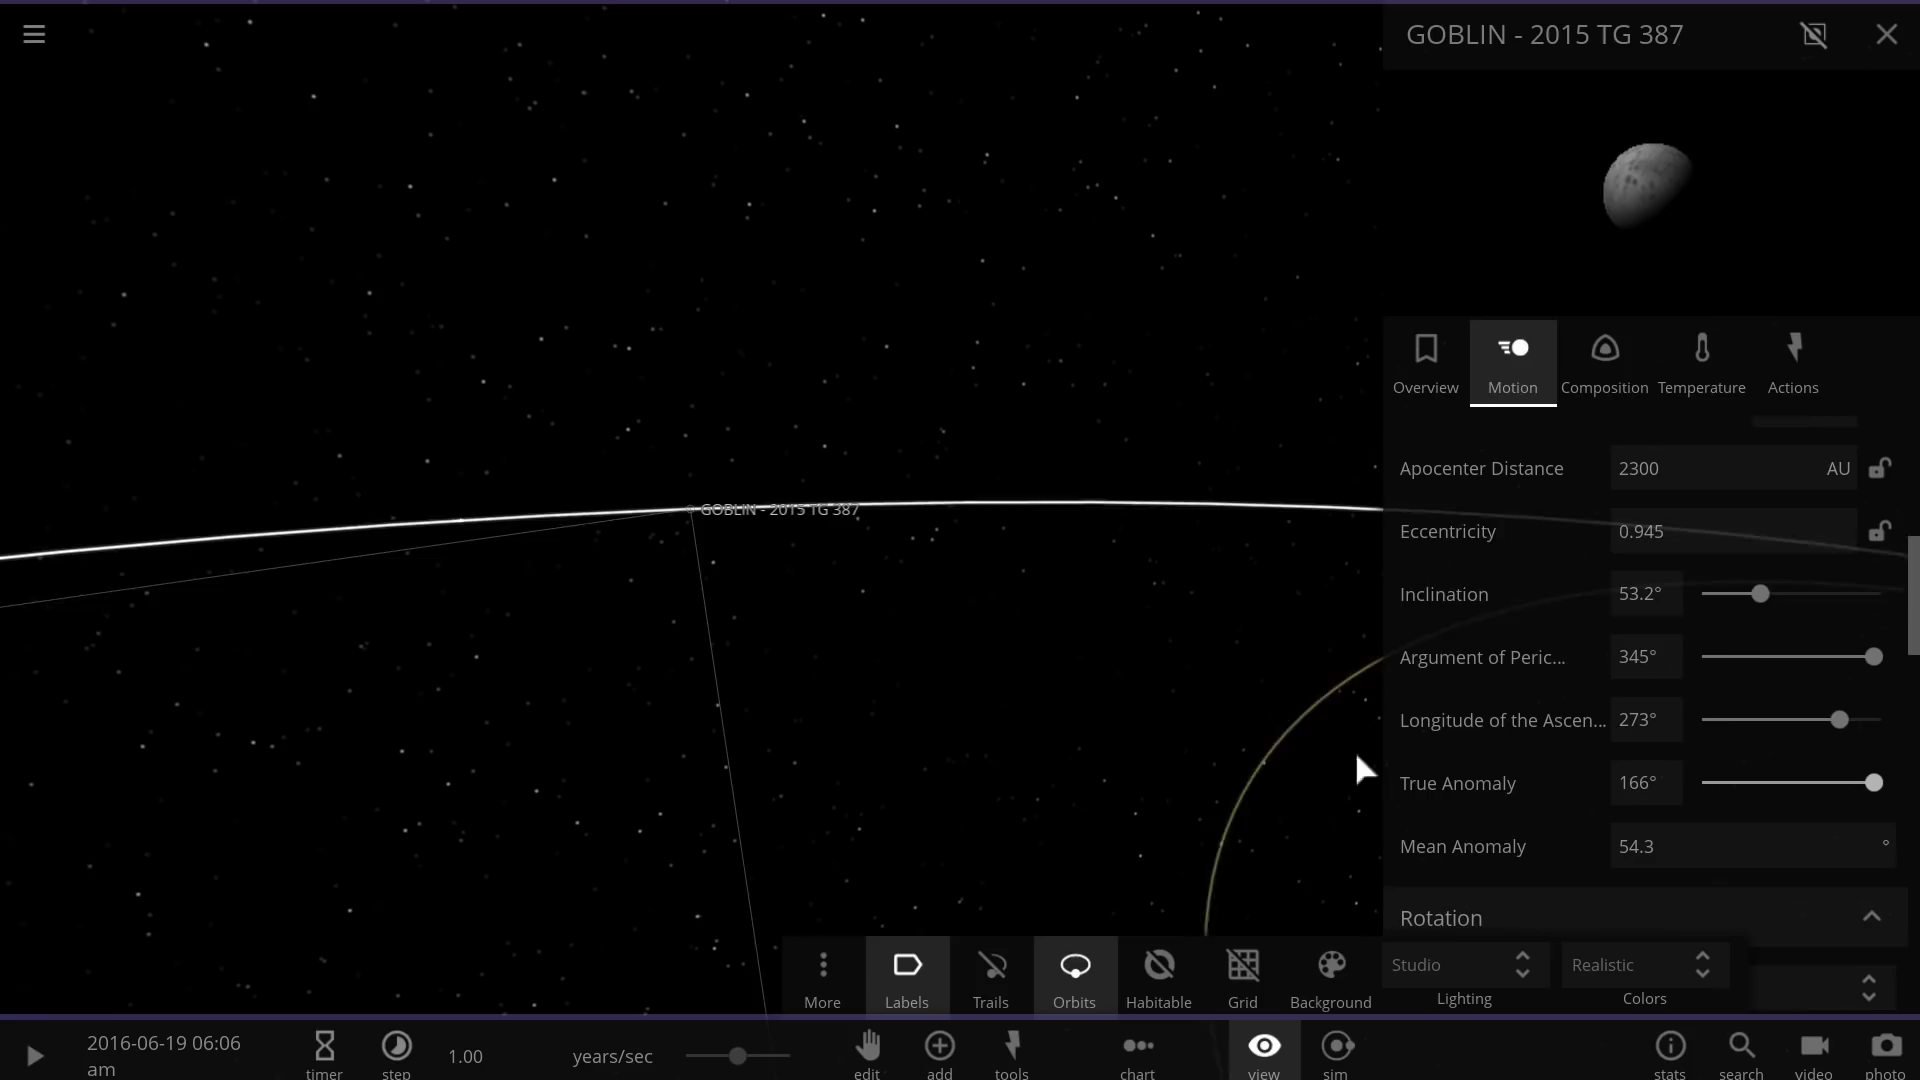 GOBLIN - 2015 TG 387
Overview
Motion
Composition
Temperature
Actions
Apocenter Distance 2300 AU
GOBLIN - 2015 TG 387
Eccentricity 0.945
Inclination 53.2°
Argument of Peric... 345°
Longitude of the Ascen... 273°
True Anomaly 166°
Mean Anomaly 54.3 °
Rotation
Studio
Realistic
More
Labels
Trails
Orbits
Habitable
Grid
Background
Lighting
Colors
2016-06-19 06:06
am
timer
step
1.00
years/sec
edit
add
tools
chart
view
sim
stats
search
video
photo